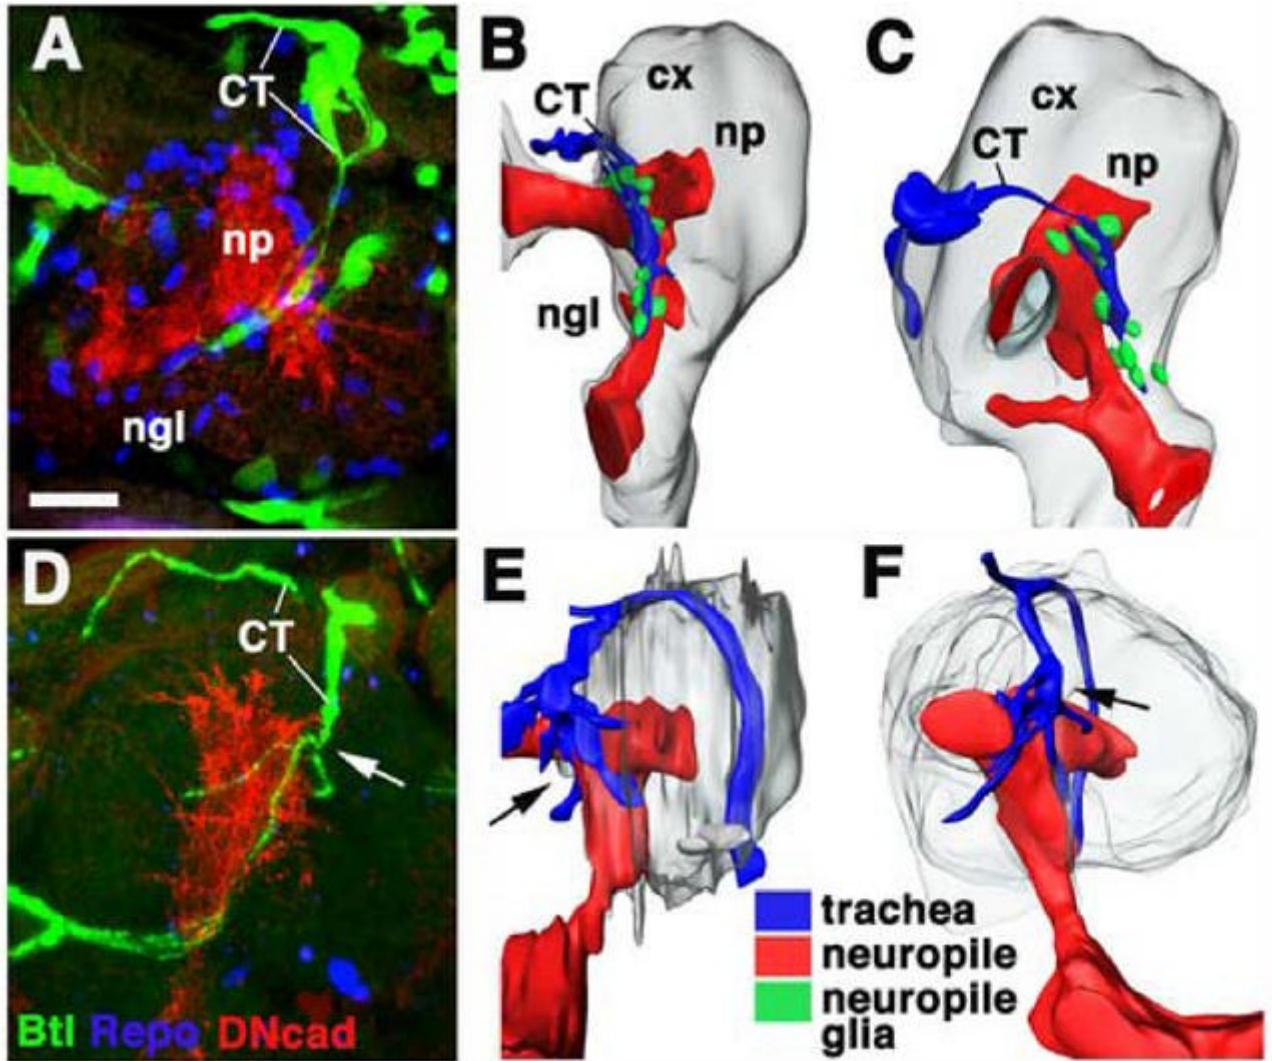 A
CT
np
ngl
B
cx
CT
np
ngl
C
cx
CT
np
D
CT
Btl Repo DNcad
E
F
trachea
neuropile
neuropile
glia